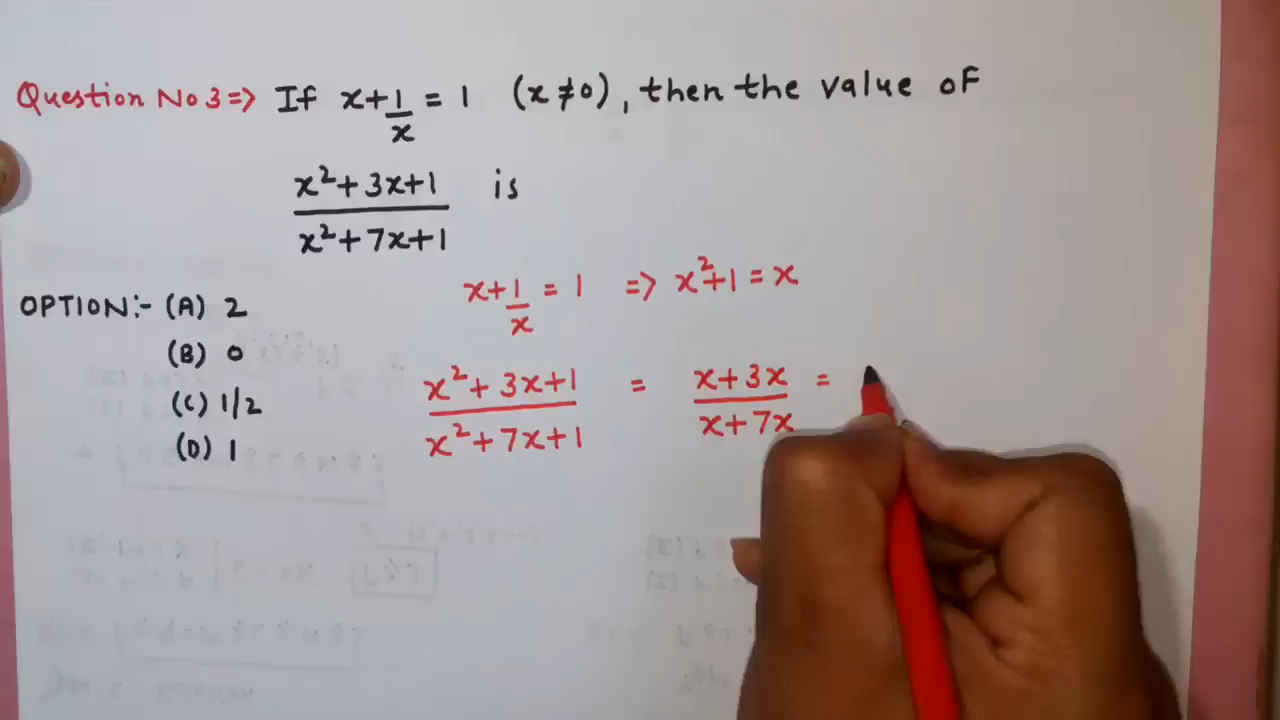 Question No 3=> If x+1/x = 1 (x≠0), then the value of
x²+3x+1 / x²+7x+1 is
x+1/x = 1 => x²+1 = x
OPTION:- (A) 2
(B) 0
(C) 1/2
(D) 1
x²+3x+1 / x²+7x+1 = x+3x / x+7x =